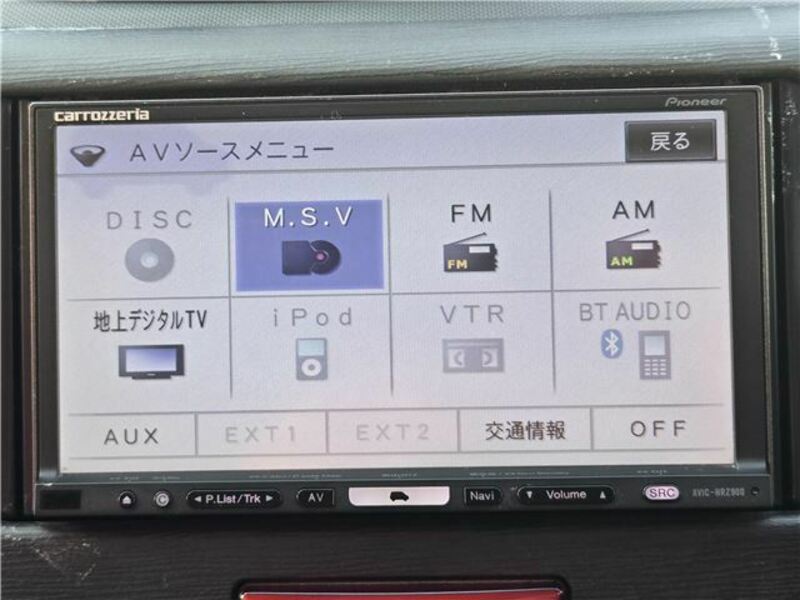 carrozzeria
Pioneer
AVソースメニュー
戻る
DISC
M.S.V
FM
AM
FM
AM
地上デジタルTV
iPod
VTR
BT AUDIO
AUX
EXT1
EXT2
交通情報
OFF
C
◀ P.List/Trk ▶
AV
Navi
▼ Volume ▲
SRC
AVIC-HRZ900